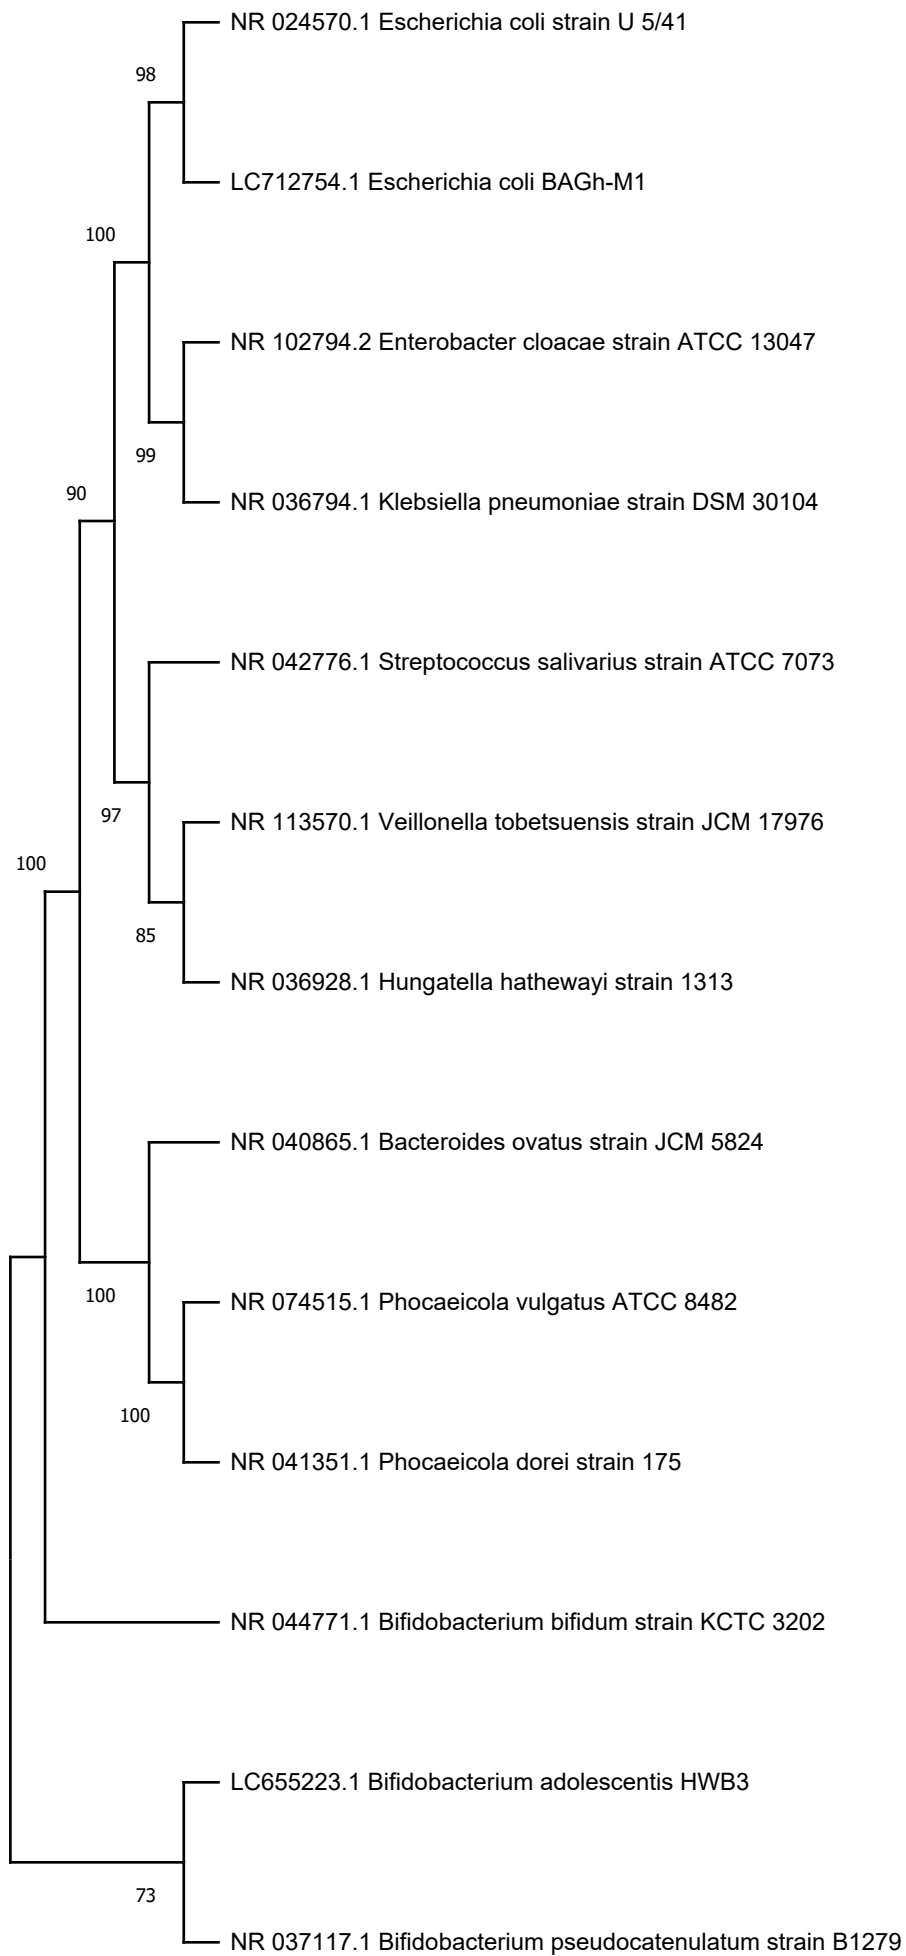 NR 024570.1 Escherichia coli strain U 5/41
98
LC712754.1 Escherichia coli BAGh-M1
100
NR 102794.2 Enterobacter cloacae strain ATCC 13047
99
90
NR 036794.1 Klebsiella pneumoniae strain DSM 30104
NR 042776.1 Streptococcus salivarius strain ATCC 7073
97
NR 113570.1 Veillonella tobetsuensis strain JCM 17976
100
85
NR 036928.1 Hungatella hathewayi strain 1313
NR 040865.1 Bacteroides ovatus strain JCM 5824
100
NR 074515.1 Phocaeicola vulgatus ATCC 8482
100
NR 041351.1 Phocaeicola dorei strain 175
NR 044771.1 Bifidobacterium bifidum strain KCTC 3202
LC655223.1 Bifidobacterium adolescentis HWB3
73
NR 037117.1 Bifidobacterium pseudocatenulatum strain B1279